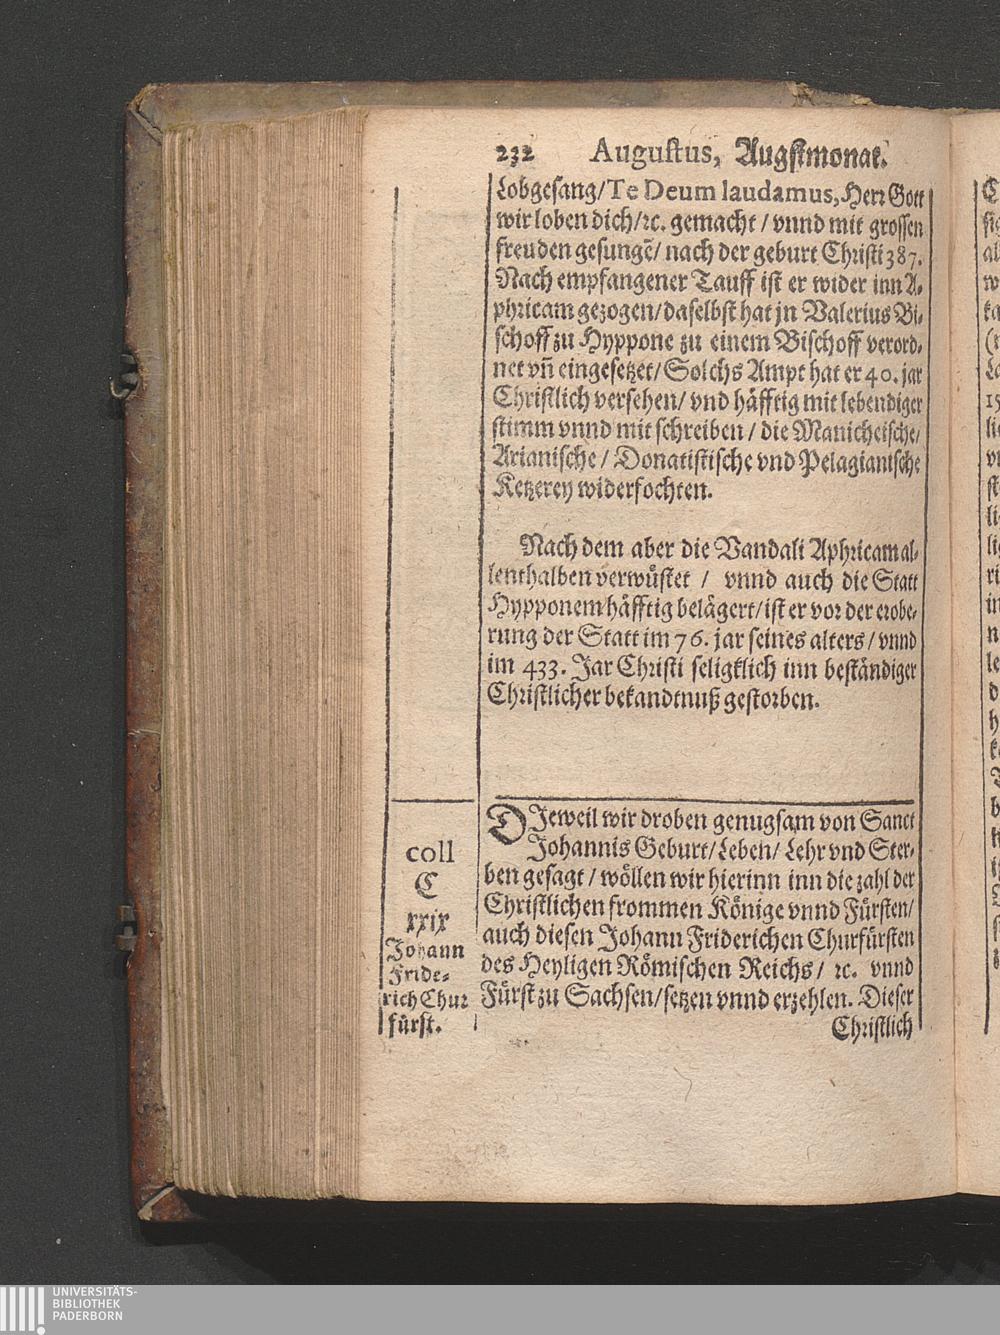 232 Augustus, Augstmonat.
Lobgesang/Te Deum laudamus, Herr Gott
wir loben dich/ꝛc. gemacht / vnnd mit grossen
freuden gesungẽ/ nach der geburt Christi 387.
Nach empfangener Tauff ist er wider inn A-
phricam gezogen/daselbst hat jn Valerius Bi-
schoff zu Hyppone zu einem Bischoff verord-
net vñ eingesetzet/ Solchs Ampt hat er 40. jar
Christlich versehen/ vnd häfftig mit lebendiger
stimm vnnd mit schreiben / die Manicheische/
Arianische / Donatistische vnd Pelagianische
Ketzerey widerfochten.
Nach dem aber die Vandali Aphricam al-
lenthalben verwüstet / vnnd auch die Statt
Hypponem häfftig belägert/ist er vor der erobe-
rung der Statt im 76. jar seines alters / vnnd
im 433. Jar Christi seligklich inn beständiger
Christlicher bekandtnuß gestorben.
coll
C
xxix
Johann
Fride-
rich Chur
fürst.
DJeweil wir droben genugsam von Sanct
Johannis Geburt/Leben/ Lehr vnd Ster-
ben gesagt / wöllen wir hierinn inn die zahl der
Christlichen frommen Könige vnnd Fürsten/
auch diesen Johann Friderichen Churfürsten
des Heyligen Römischen Reichs / ꝛc. vnnd
Fürst zu Sachsen/setzen vnnd erzehlen. Dieser
Christlich
UNIVERSITÄTS-
BIBLIOTHEK
PADERBORN